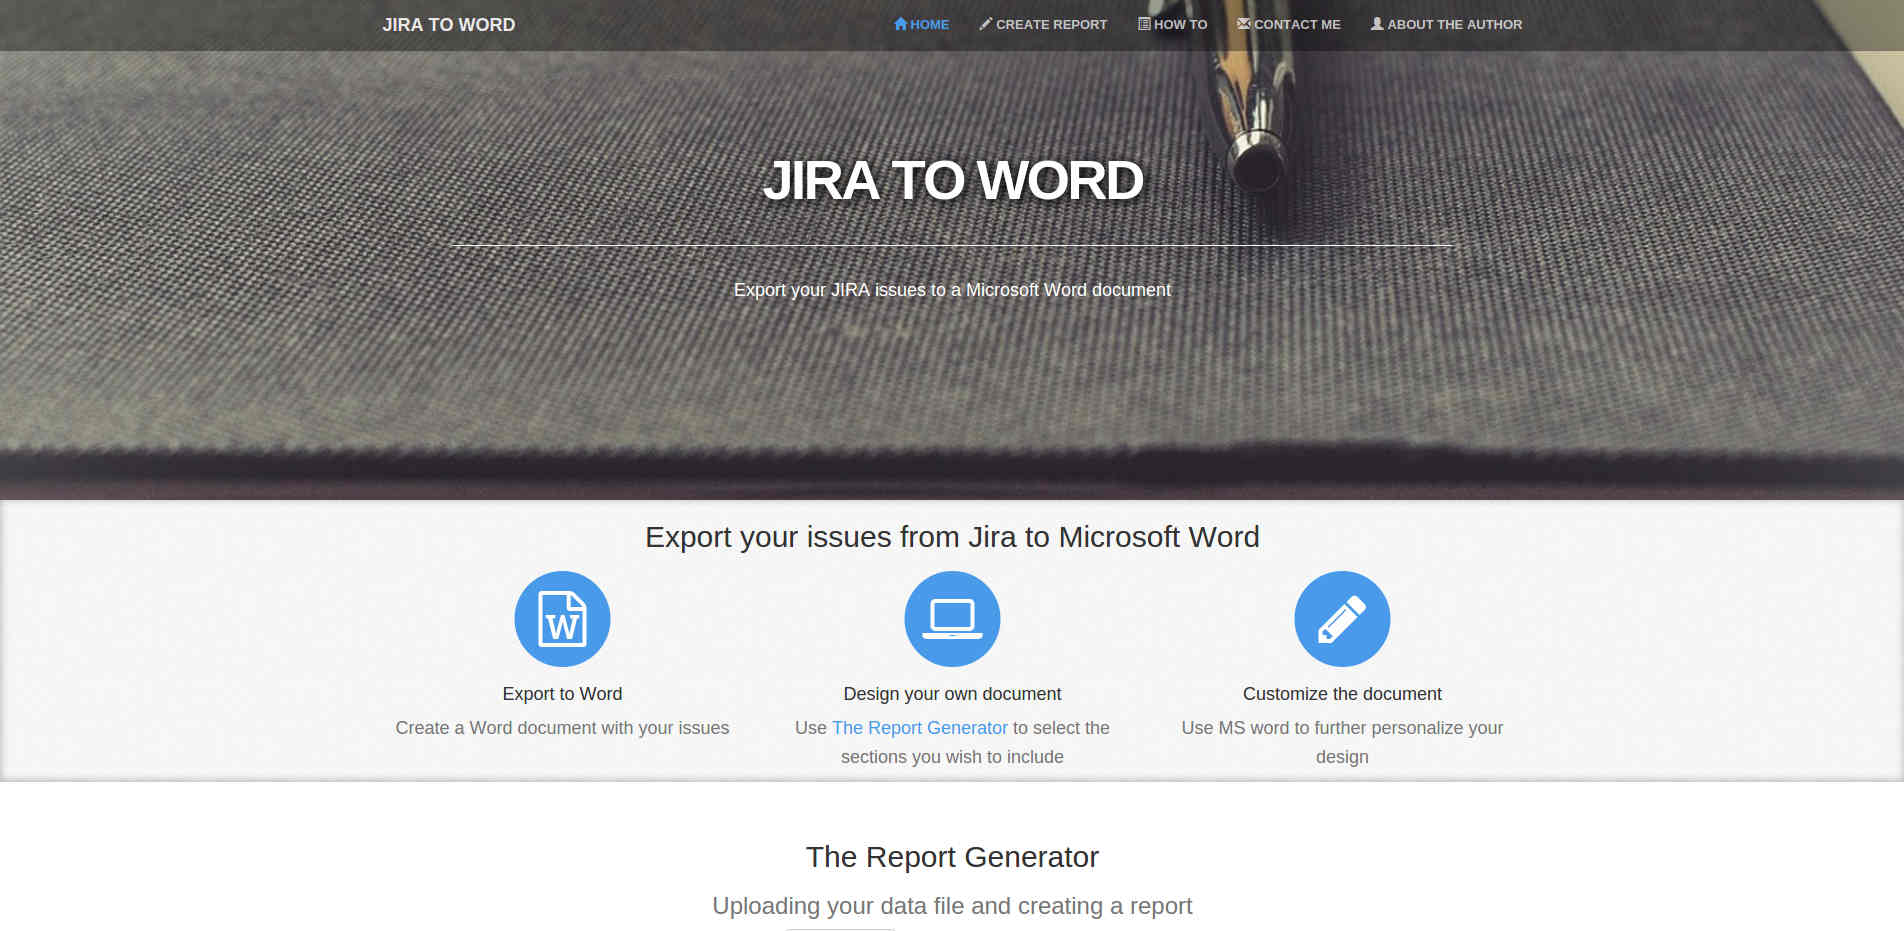 JIRA TO WORD
HOME CREATE REPORT HOW TO CONTACT ME ABOUT THE AUTHOR
JIRA TO WORD
Export your JIRA issues to a Microsoft Word document
Export your issues from Jira to Microsoft Word
W
Export to Word
Create a Word document with your issues
Design your own document
Use The Report Generator to select the
sections you wish to include
Customize the document
Use MS word to further personalize your
design
The Report Generator
Uploading your data file and creating a report